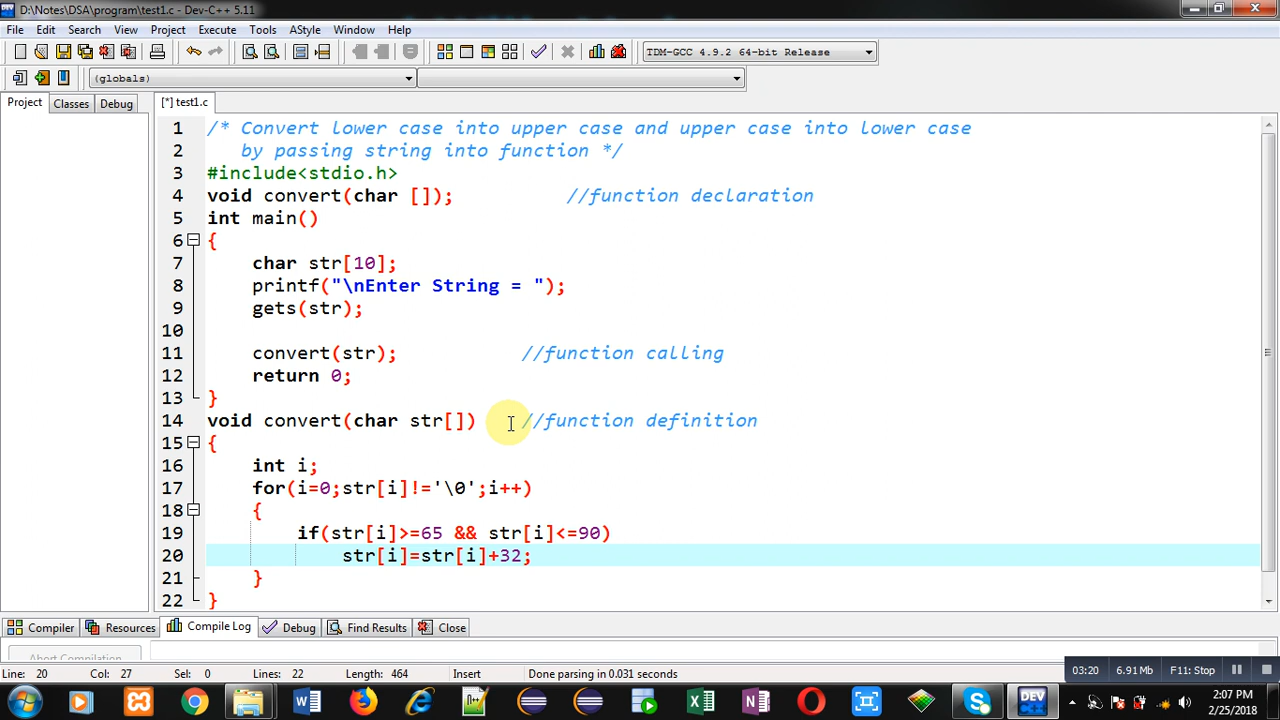 D:\Notes\DSA\program\test1.c - Dev-C++ 5.11
File Edit Search View Project Execute Tools AStyle Window Help
TDM-GCC 4.9.2 64-bit Release
(globals)
Project Classes Debug [*] test1.c
1 /* Convert lower case into upper case and upper case into lower case
2 by passing string into function */
3 #include<stdio.h>
4 void convert(char []); //function declaration
5 int main()
6 {
7 char str[10];
8 printf("\nEnter String = ");
9 gets(str);
10
11 convert(str); //function calling
12 return 0;
13 }
14 void convert(char str[]) //function definition
15 {
16 int i;
17 for(i=0;str[i]!='\0';i++)
18 {
19 if(str[i]>=65 && str[i]<=90)
20 str[i]=str[i]+32;
21 }
22 }
Compiler Resources Compile Log Debug Find Results Close
Abort Compilation
Line: 20 Col: 27 Sel: 0 Lines: 22 Length: 464 Insert Done parsing in 0.031 seconds
03:20 6.91 Mb F11: Stop
2:07 PM
2/25/2018